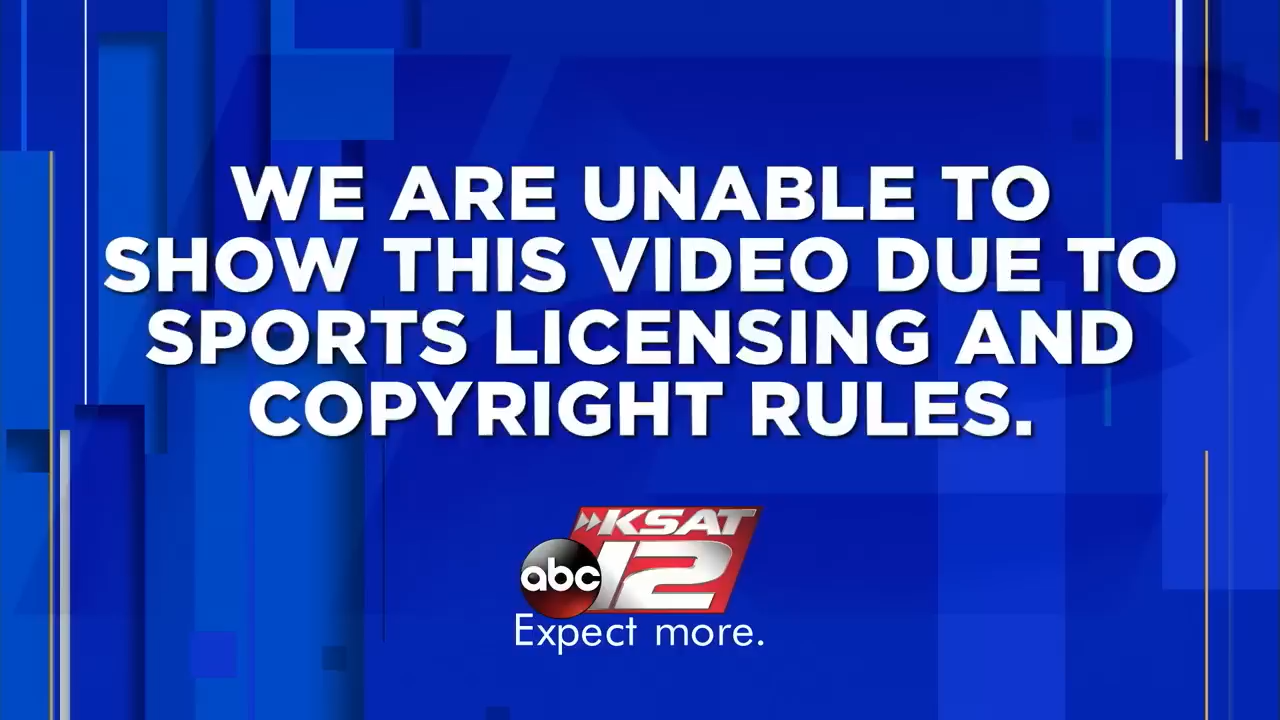 WE ARE UNABLE TO
SHOW THIS VIDEO DUE TO
SPORTS LICENSING AND
COPYRIGHT RULES.
KSAT
abc 12
Expect more.